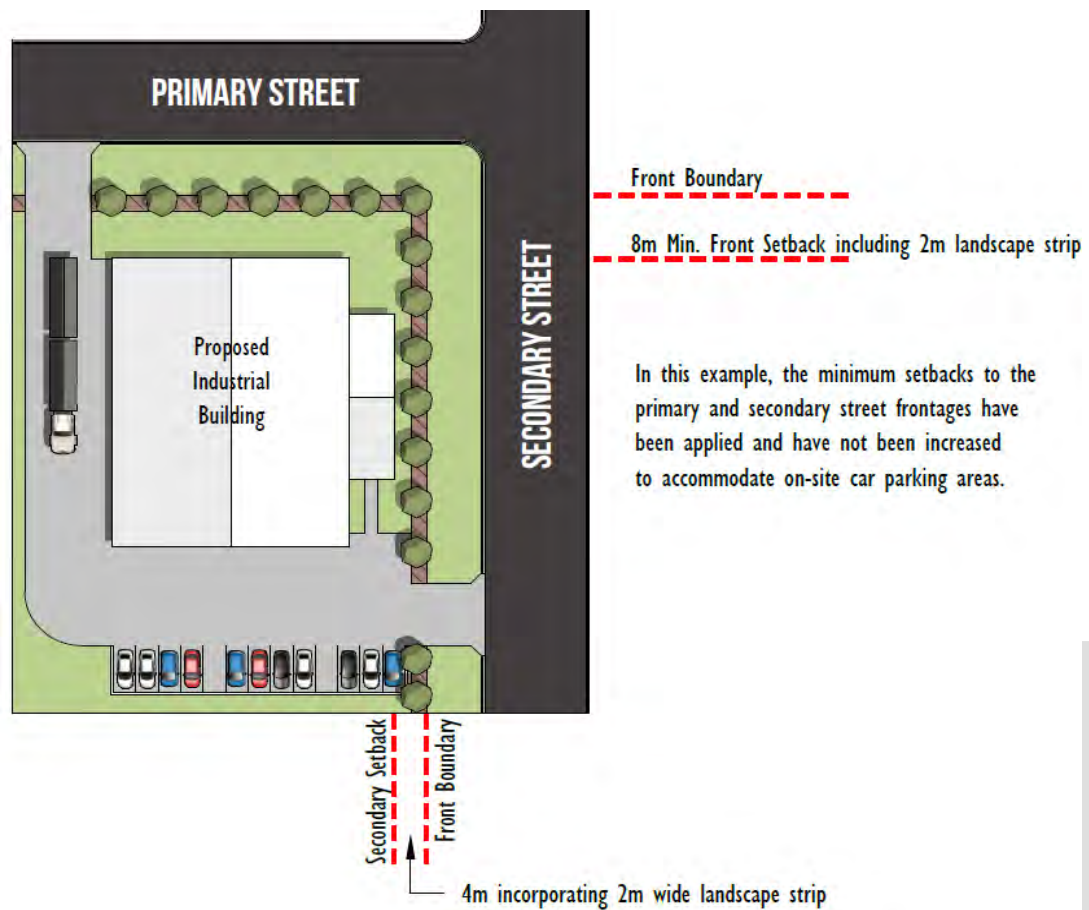 PRIMARY STREET
Front Boundary
8m Min. Front Setback including 2m landscape strip
SECONDARY STREET
Proposed
Industrial
Building
In this example, the minimum setbacks to the
primary and secondary street frontages have
been applied and have not been increased
to accommodate on-site car parking areas.
Secondary Setback
Front Boundary
4m incorporating 2m wide landscape strip